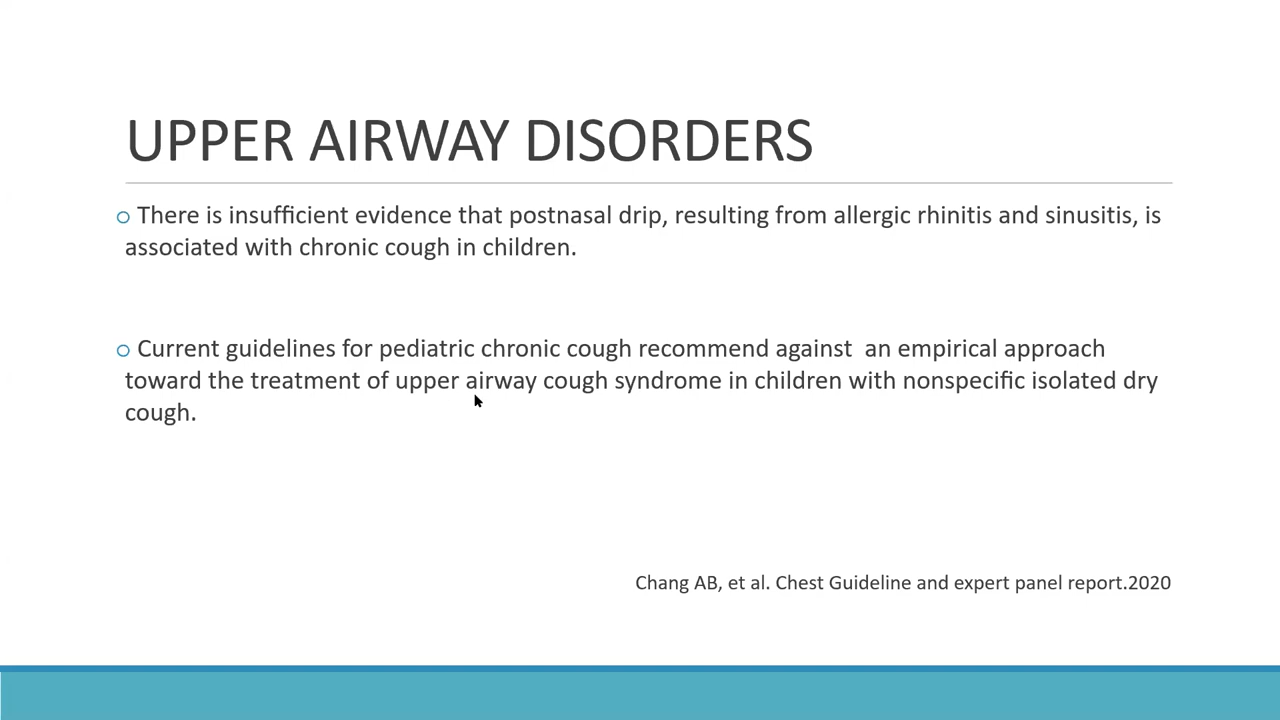 UPPER AIRWAY DISORDERS
o There is insufficient evidence that postnasal drip, resulting from allergic rhinitis and sinusitis, is
associated with chronic cough in children.
o Current guidelines for pediatric chronic cough recommend against  an empirical approach
toward the treatment of upper airway cough syndrome in children with nonspecific isolated dry
cough.
Chang AB, et al. Chest Guideline and expert panel report.2020